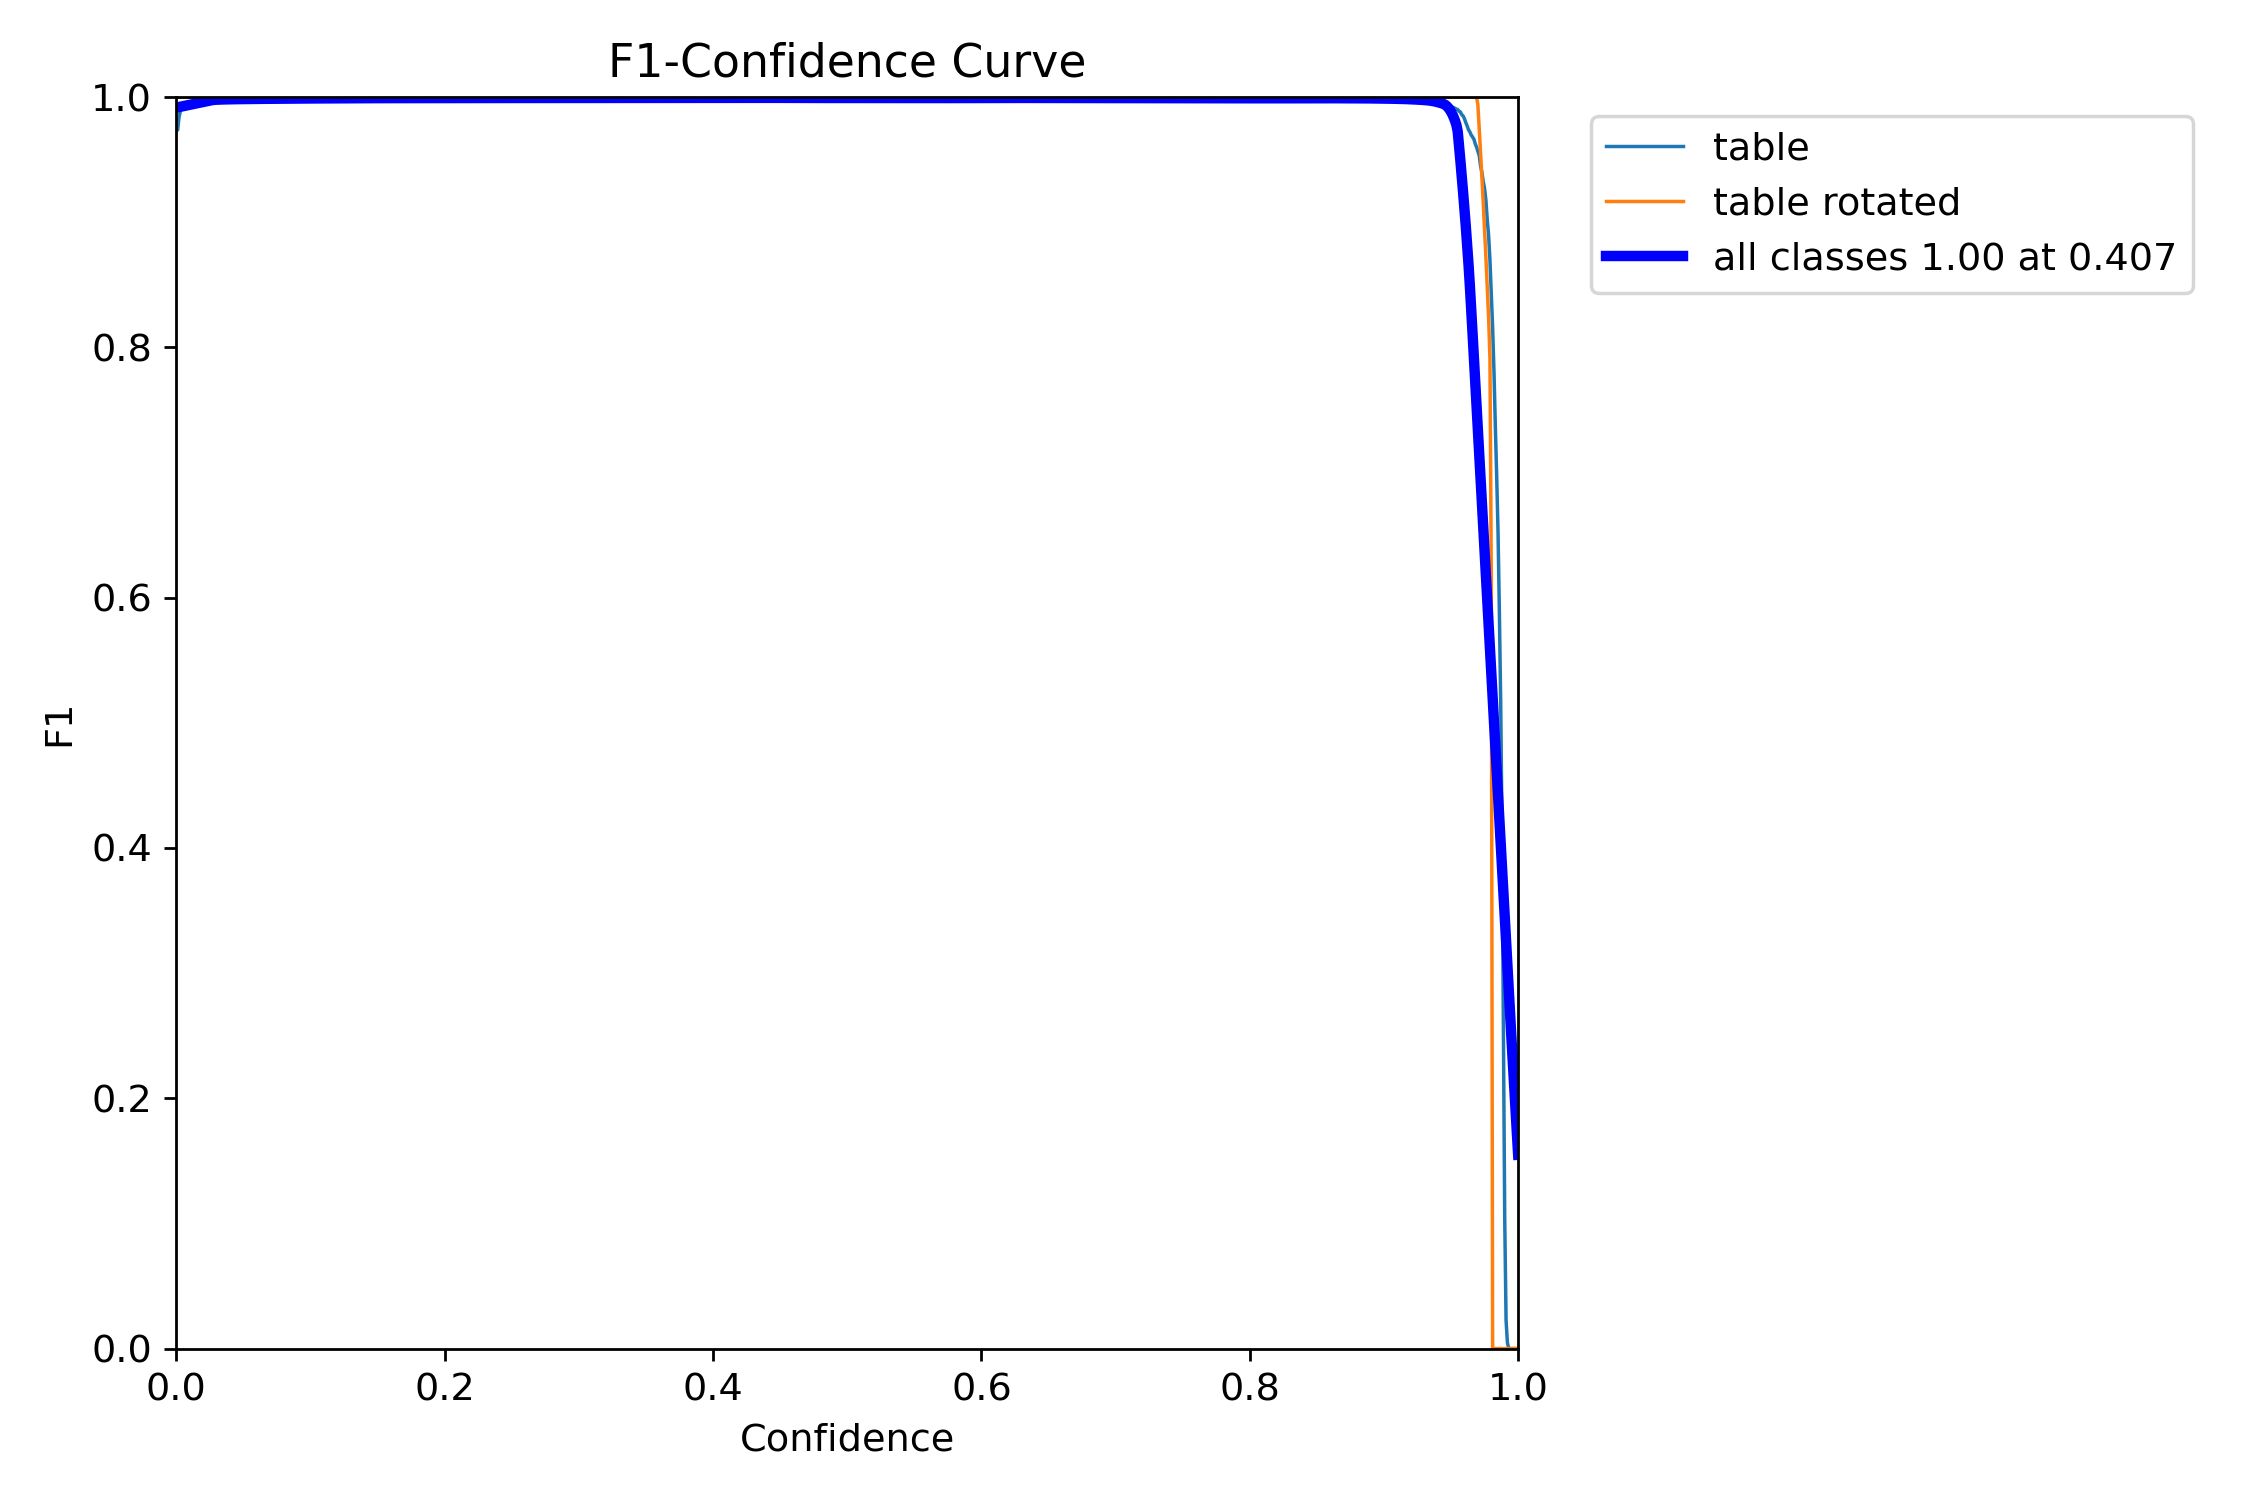 F1-Confidence Curve
1.0
0.8
0.6
0.4
0.2
0.0
F1
0.0 0.2 0.4 0.6 0.8 1.0
Confidence
table
table rotated
all classes 1.00 at 0.407